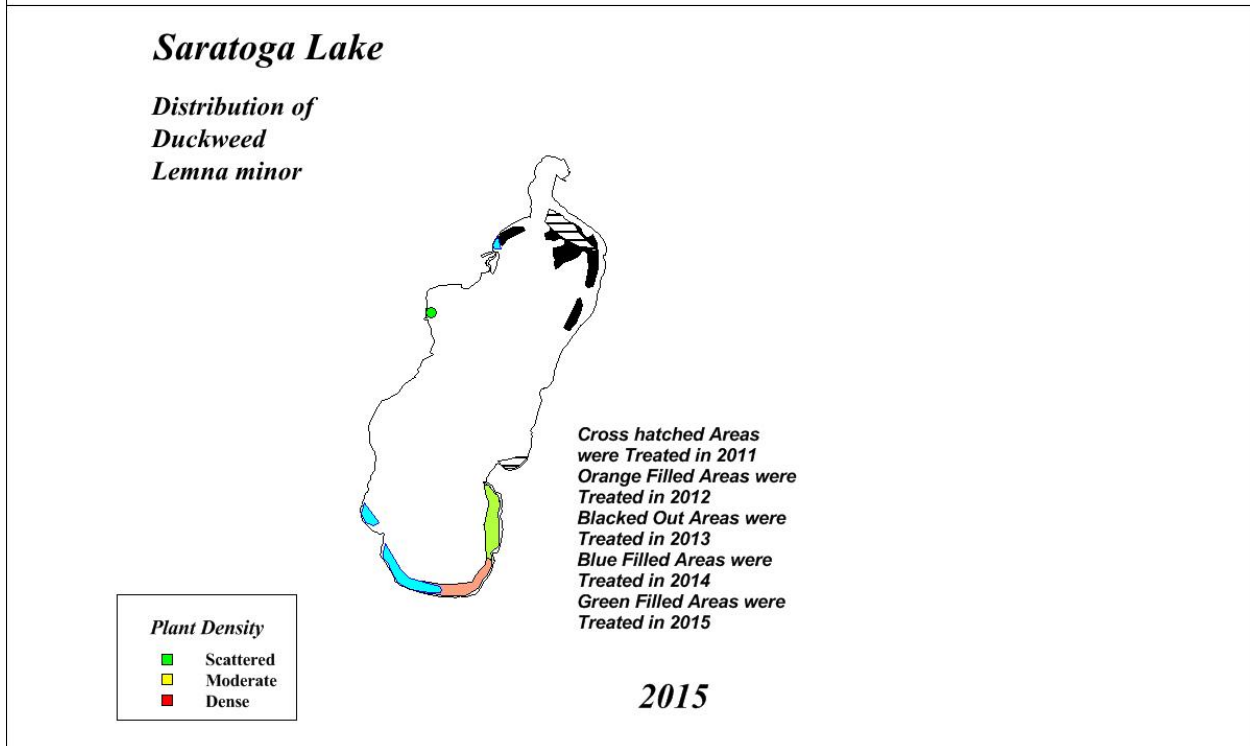 Saratoga Lake
Distribution of
Duckweed
Lemna minor
Cross hatched Areas
were Treated in 2011
Orange Filled Areas were
Treated in 2012
Blacked Out Areas were
Treated in 2013
Blue Filled Areas were
Treated in 2014
Green Filled Areas were
Treated in 2015
Plant Density
Scattered
Moderate
Dense
2015